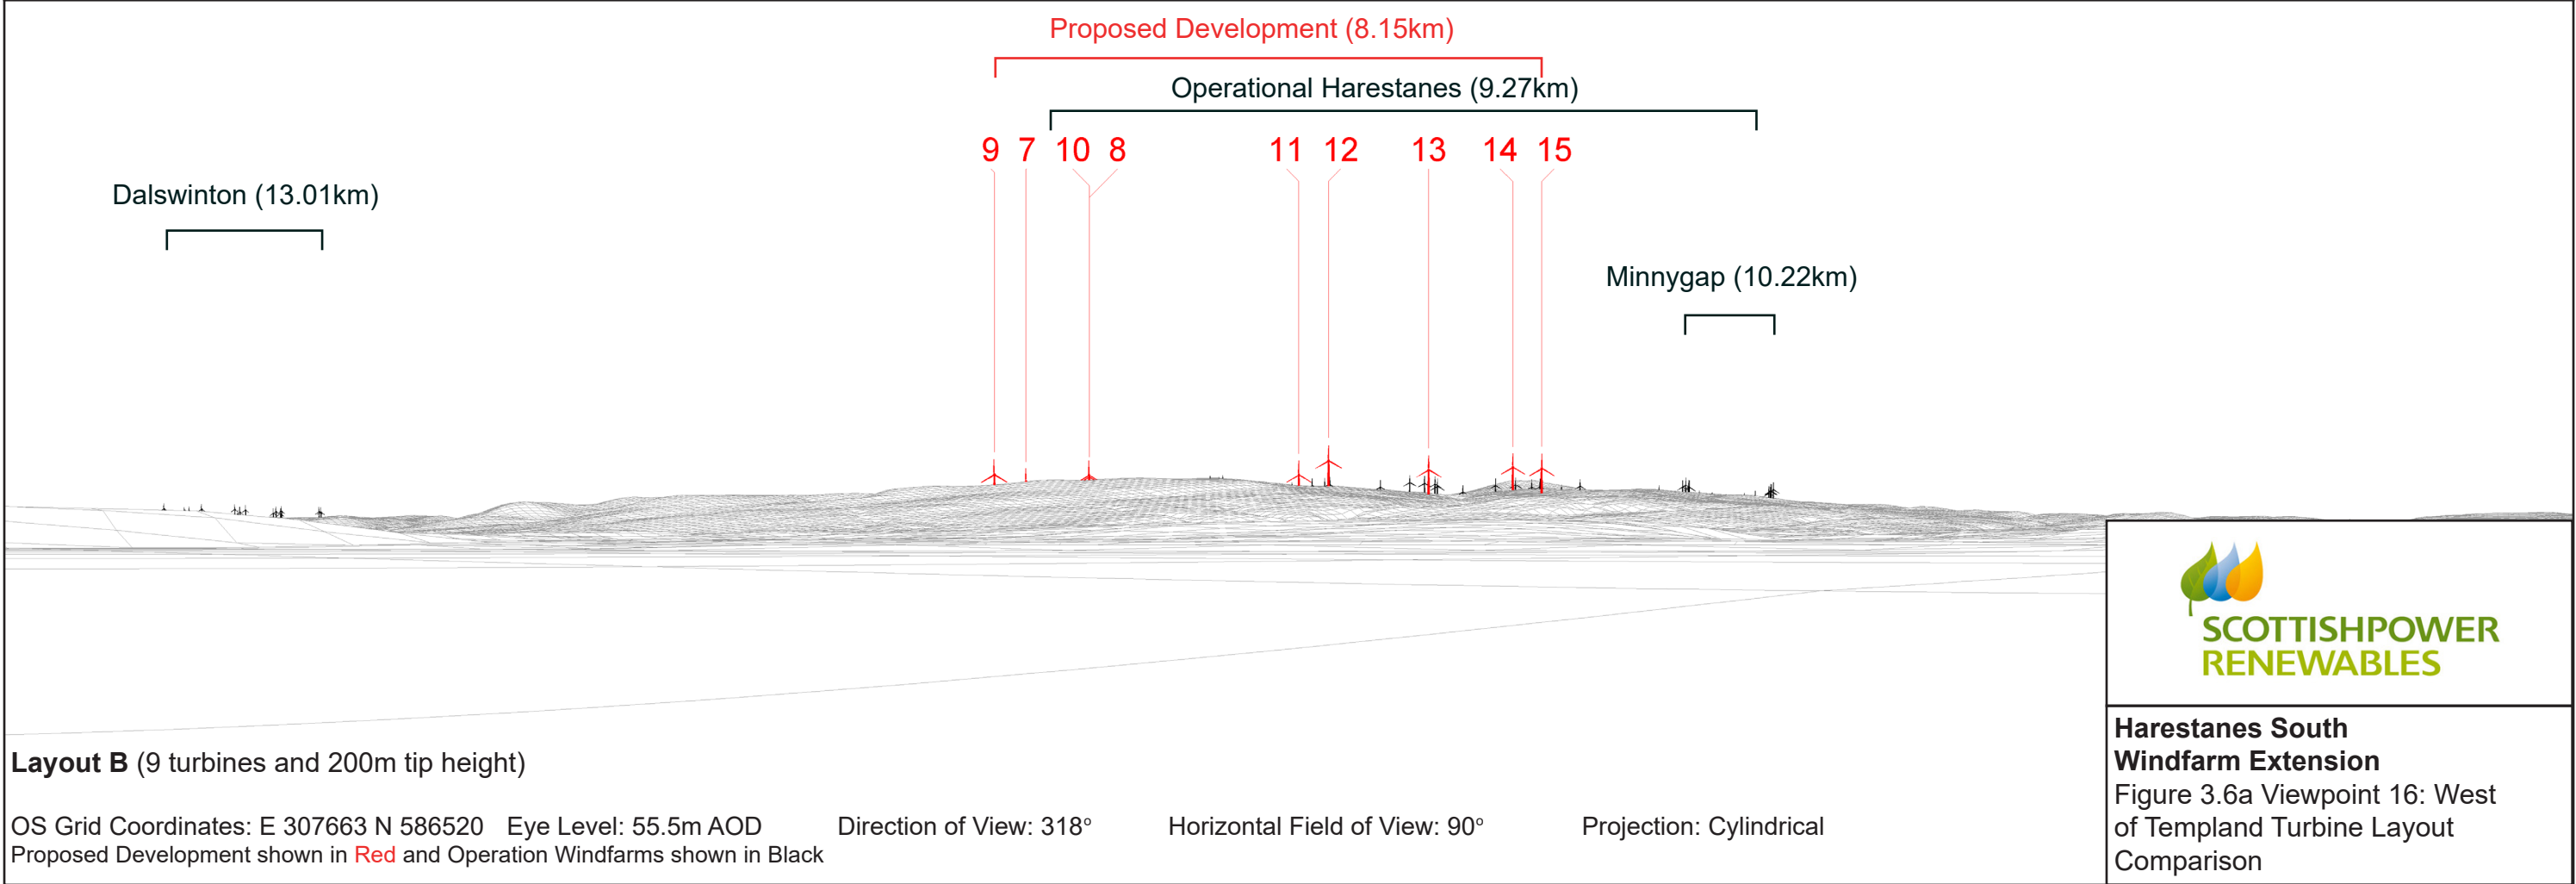 Proposed Development (8.15km)
Operational Harestanes (9.27km)
9 7 10 8 11 12 13 14 15
Dalswinton (13.01km)
Minnygap (10.22km)
SCOTTISHPOWER
RENEWABLES
Harestanes South
Windfarm Extension
Figure 3.6a Viewpoint 16: West
of Templand Turbine Layout
Comparison
Layout B (9 turbines and 200m tip height)
OS Grid Coordinates: E 307663 N 586520 Eye Level: 55.5m AOD Direction of View: 318° Horizontal Field of View: 90° Projection: Cylindrical
Proposed Development shown in Red and Operation Windfarms shown in Black